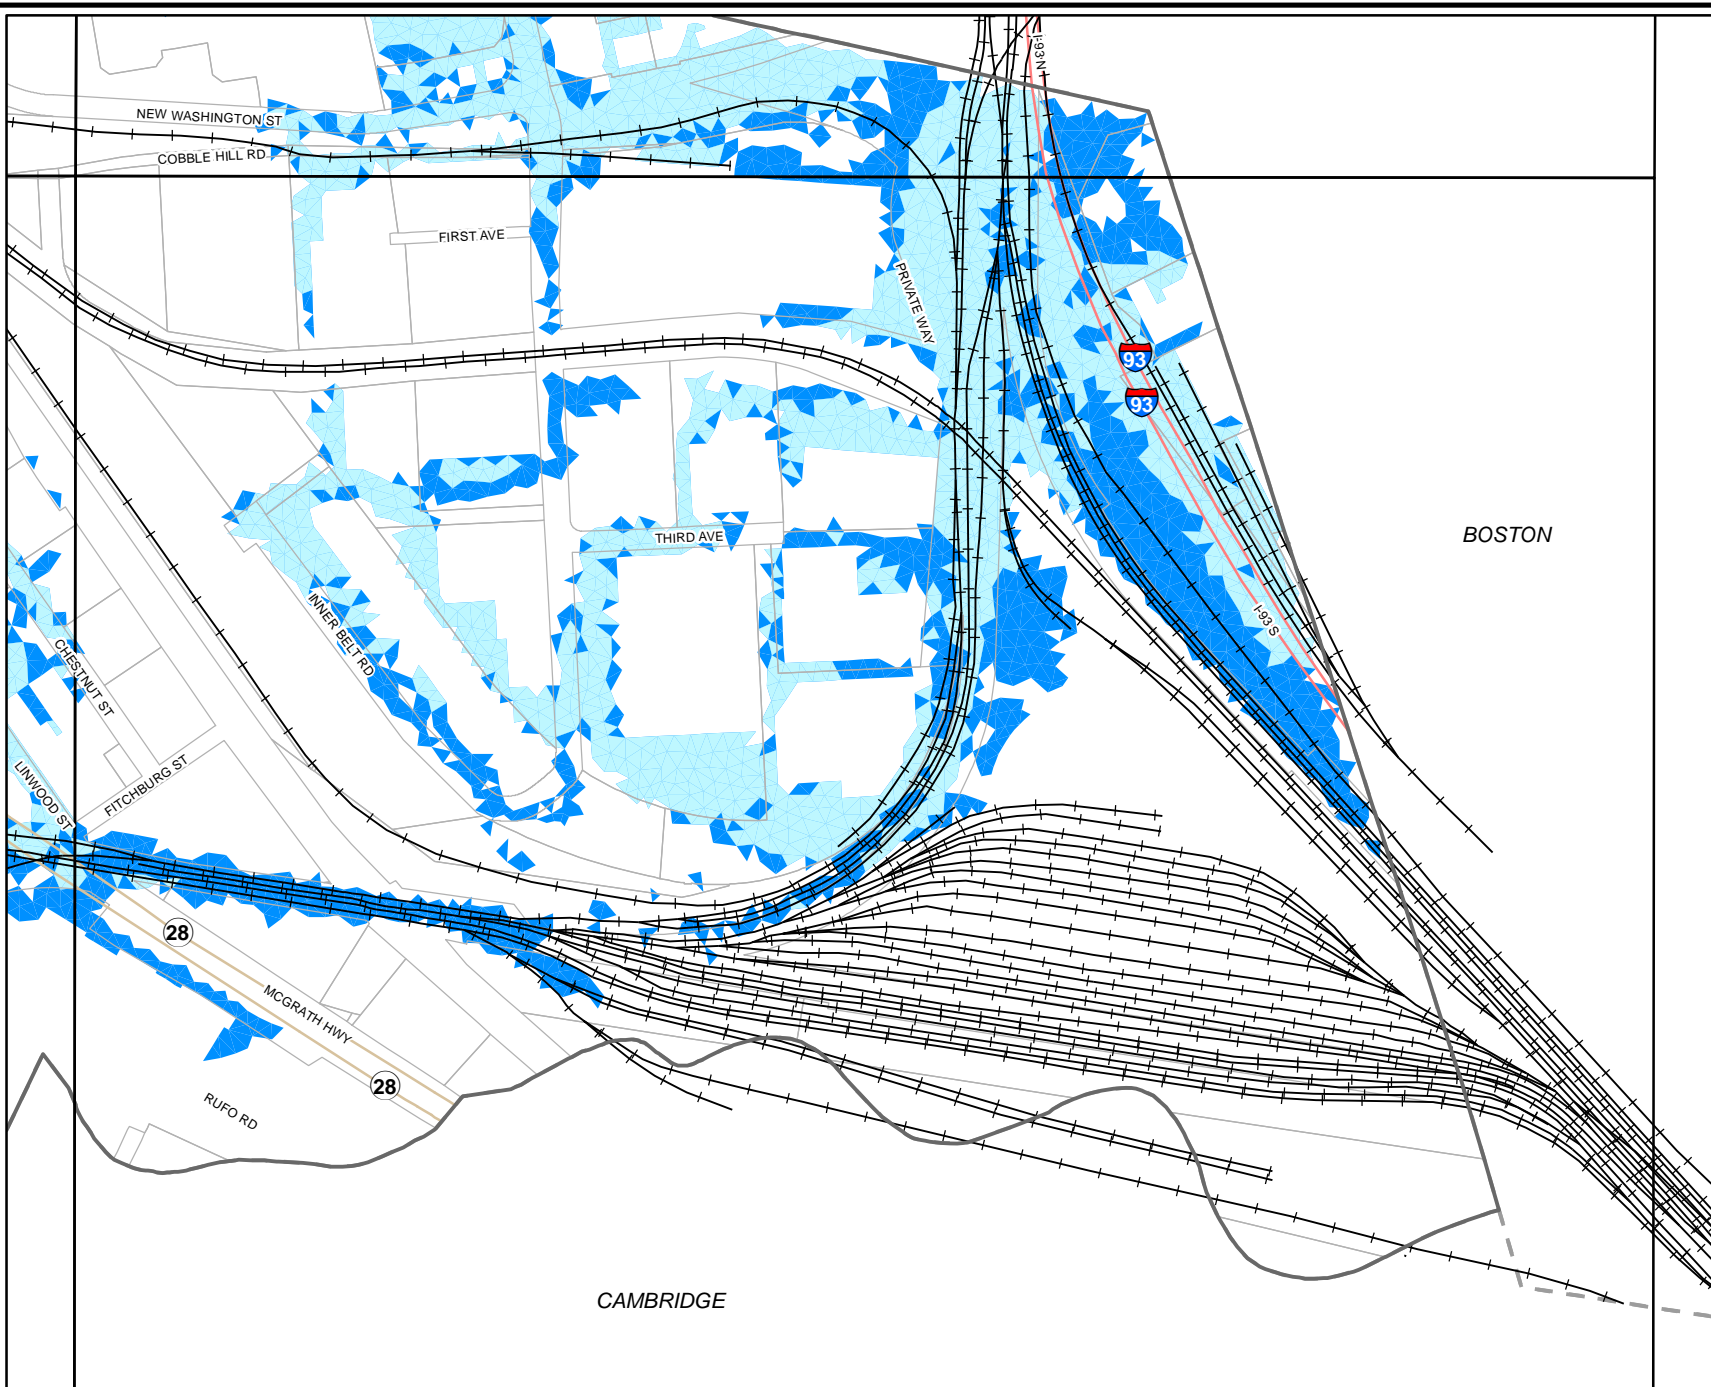 I-93 N
NEW WASHINGTON ST
COBBLE HILL RD
FIRST AVE
PRIVATE WAY
93
93
BOSTON
THIRD AVE
INNER BELT RD
I-93 S
CHESTNUT ST
FITCHBURG ST
LINWOOD ST
28
MCGRATH HWY
28
RUFO RD
CAMBRIDGE